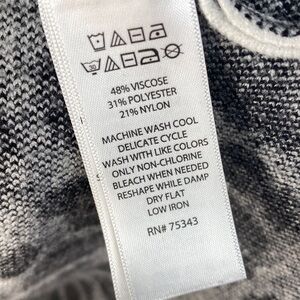 48% VISCOSE
31% POLYESTER
21% NYLON
MACHINE WASH COOL
DELICATE CYCLE
WASH WITH LIKE COLORS
ONLY NON-CHLORINE
BLEACH WHEN NEEDED
RESHAPE WHILE DAMP
DRY FLAT
LOW IRON
RN# 75343